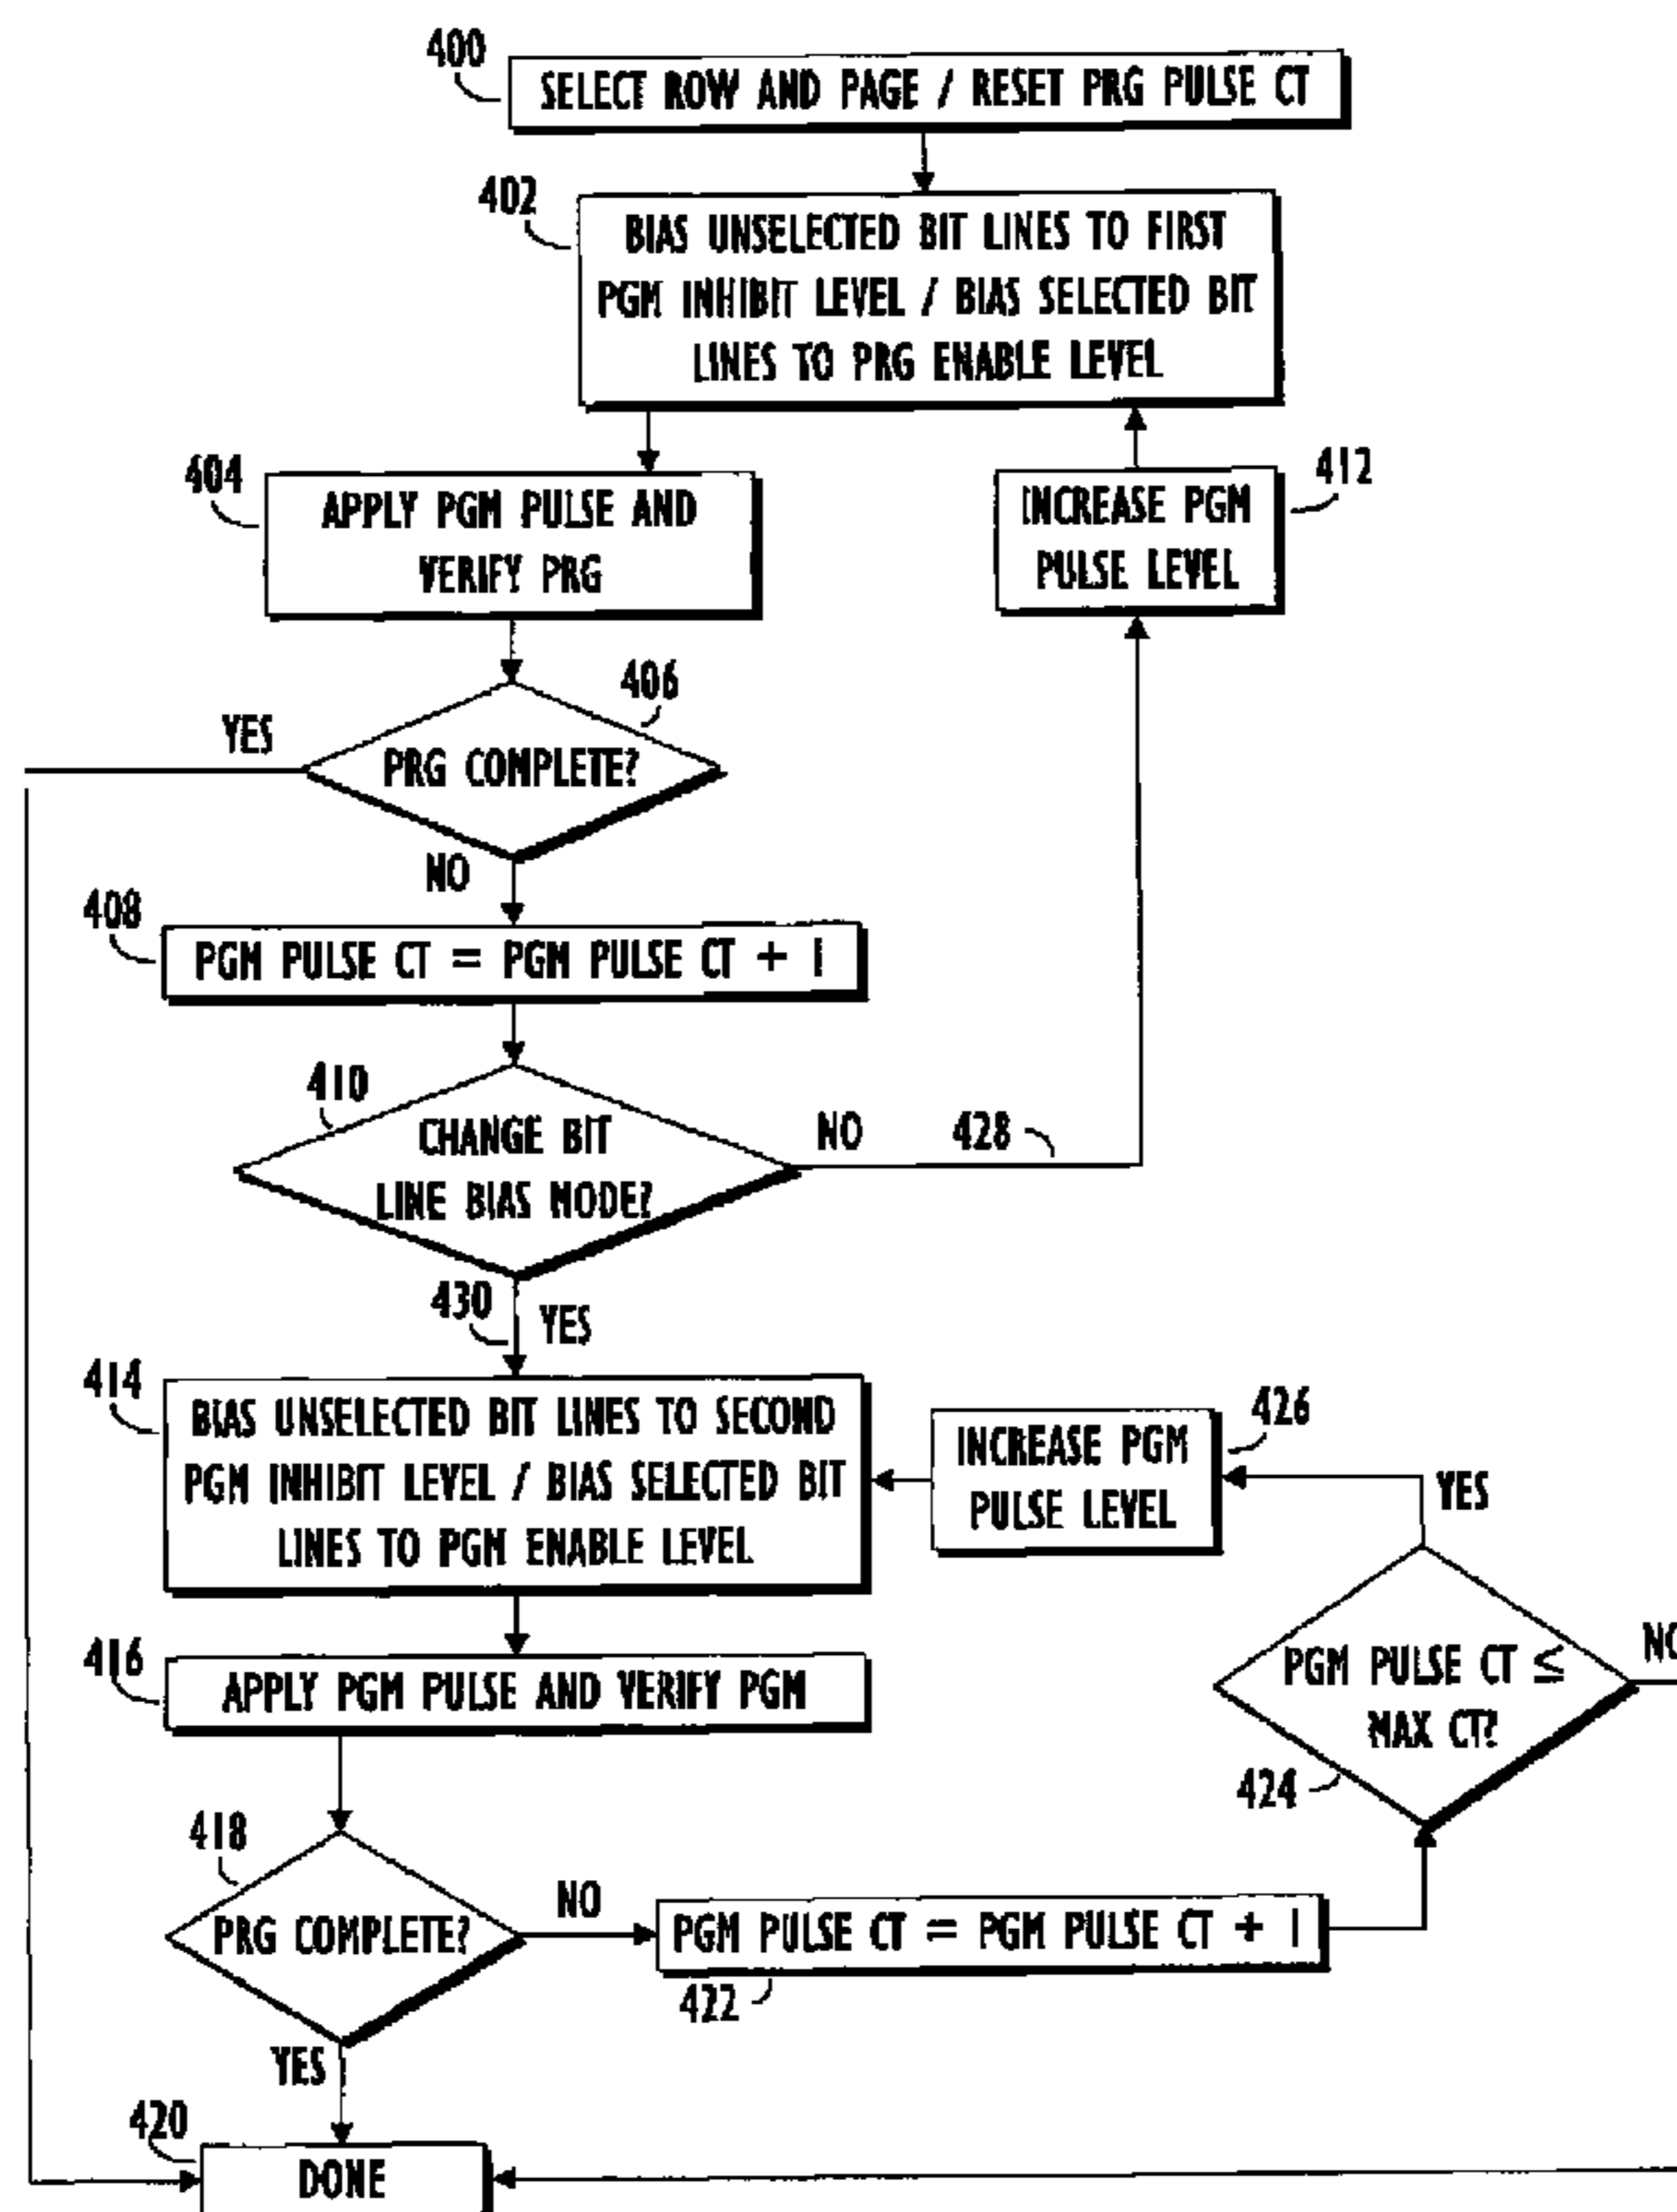 400
SELECT ROW AND PAGE / RESET PRG PULSE CT
402
BIAS UNSELECTED BIT LINES TO FIRST
PGM INHIBIT LEVEL / BIAS SELECTED BIT
LINES TO PRG ENABLE LEVEL
404
APPLY PGM PULSE AND
VERIFY PRG
412
INCREASE PGM
PULSE LEVEL
406
YES
PRG COMPLETE?
NO
408
PGM PULSE CT = PGM PULSE CT + 1
410
CHANGE BIT
LINE BIAS MODE?
NO
428
430
YES
414
BIAS UNSELECTED BIT LINES TO SECOND
PGM INHIBIT LEVEL / BIAS SELECTED BIT
LINES TO PGM ENABLE LEVEL
426
INCREASE PGM
PULSE LEVEL
YES
416
APPLY PGM PULSE AND VERIFY PGM
PGM PULSE CT ≤
MAX CT?
NO
424
418
PRG COMPLETE?
NO
PGM PULSE CT = PGM PULSE CT + 1
422
YES
420
DONE